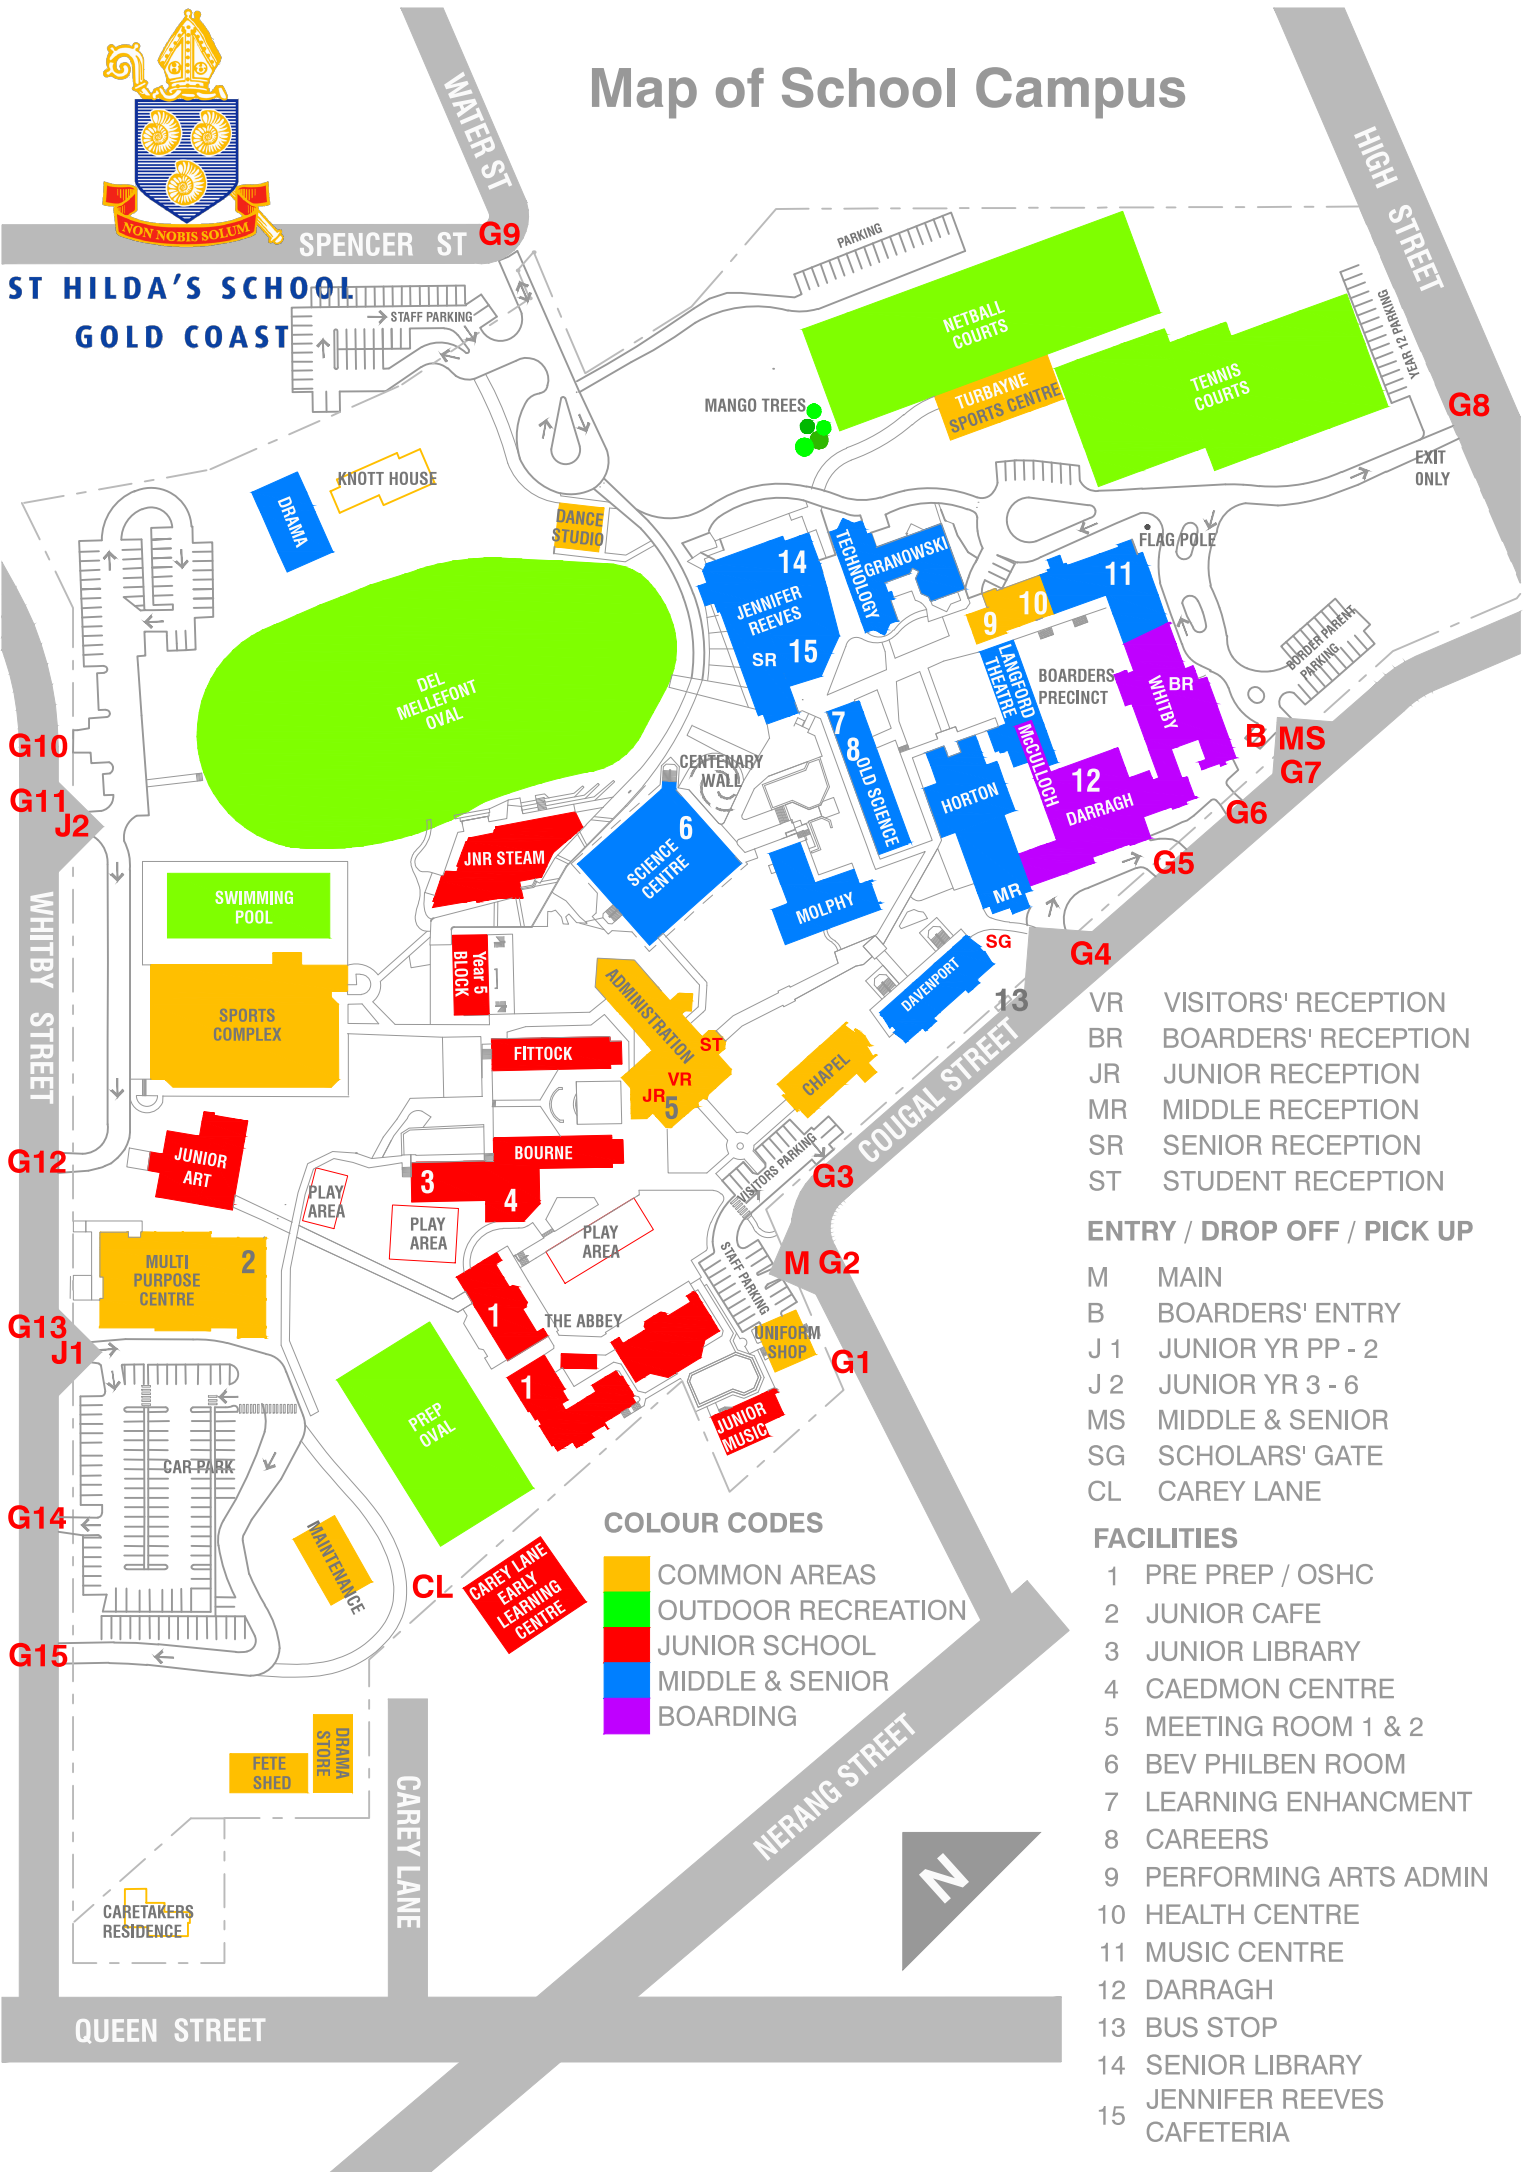 Map of School Campus
NON NOBIS SOLUM
ST HILDA'S SCHOOL
GOLD COAST
WATER ST
HIGH STREET
SPENCER ST
G9
PARKING
STAFF PARKING
NETBALL
COURTS
YEAR 12 PARKING
TENNIS
COURTS
TURBAYNE
SPORTS CENTRE
MANGO TREES
G8
EXIT
ONLY
KNOTT HOUSE
DRAMA
DANCE
STUDIO
FLAG POLE
TECHNOLOGY
GRANOWSKI
14
JENNIFER
REEVES
SR 15
11
10
9
BORDER PARENT
PARKING
LANGFORD
THEATRE
BOARDERS
PRECINCT
BR
WHITBY
DEL
MELLEFONT
OVAL
G10
B MS
G7
7
8
OLD SCIENCE
McCULLOCH
CENTENARY
WALL
12
DARRAGH
HORTON
G11
J2
G6
6
SCIENCE
CENTRE
JNR STEAM
G5
SWIMMING
POOL
MOLPHY
MR
SG
G4
WHITBY STREET
Year 5
BLOCK
ADMINISTRATION
DAVENPORT
13
SPORTS
COMPLEX
FITTOCK
ST
VR
JR
5
CHAPEL
COUGAL STREET
VR VISITORS' RECEPTION
BR BOARDERS' RECEPTION
JR JUNIOR RECEPTION
MR MIDDLE RECEPTION
SR SENIOR RECEPTION
ST STUDENT RECEPTION
G12
JUNIOR
ART
BOURNE
3
4
VISITORS PARKING
G3
PLAY
AREA
PLAY
AREA
PLAY
AREA
STAFF PARKING
M G2
MULTI
PURPOSE
CENTRE
2
1
THE ABBEY
UNIFORM
SHOP
G1
G13
J1
1
JUNIOR
MUSIC
PREP
OVAL
ENTRY / DROP OFF / PICK UP
M MAIN
B BOARDERS' ENTRY
J 1 JUNIOR YR PP - 2
J 2 JUNIOR YR 3 - 6
MS MIDDLE & SENIOR
SG SCHOLARS' GATE
CL CAREY LANE
CAR PARK
G14
MAINTENANCE
CL
CAREY LANE
EARLY
LEARNING
CENTRE
G15
COLOUR CODES
COMMON AREAS
OUTDOOR RECREATION
JUNIOR SCHOOL
MIDDLE & SENIOR
BOARDING
FETE
SHED
DRAMA
STORE
CAREY LANE
NERANG STREET
CARETAKERS
RESIDENCE
N
QUEEN STREET
FACILITIES
1 PRE PREP / OSHC
2 JUNIOR CAFE
3 JUNIOR LIBRARY
4 CAEDMON CENTRE
5 MEETING ROOM 1 & 2
6 BEV PHILBEN ROOM
7 LEARNING ENHANCMENT
8 CAREERS
9 PERFORMING ARTS ADMIN
10 HEALTH CENTRE
11 MUSIC CENTRE
12 DARRAGH
13 BUS STOP
14 SENIOR LIBRARY
15 JENNIFER REEVES
CAFETERIA